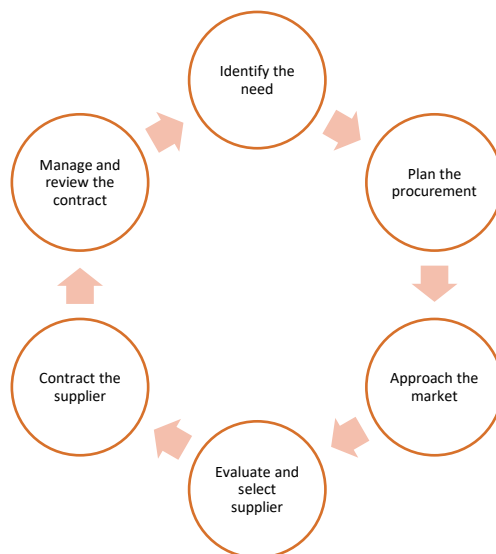 Identify the
need
Plan the
procurement
Approach the
market
Evaluate and
select
supplier
Contract the
supplier
Manage and
review the
contract